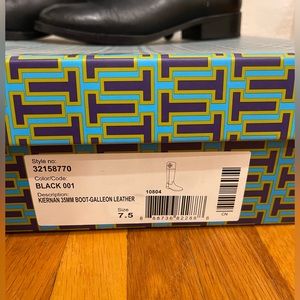 Style no:
32158770
Color/Code:
BLACK 001
Description:
KIERNAN 35MM BOOT-GALLEON LEATHER
10804
Size
7.5
CN